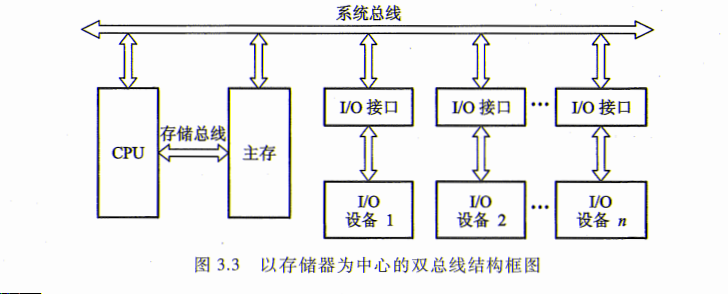 系统总线
I/O 接口
I/O 接口
···
I/O 接口
存储总线
CPU
主存
I/O
设备 1
I/O
设备 2
···
I/O
设备 n
图 3.3 以存储器为中心的双总线结构框图